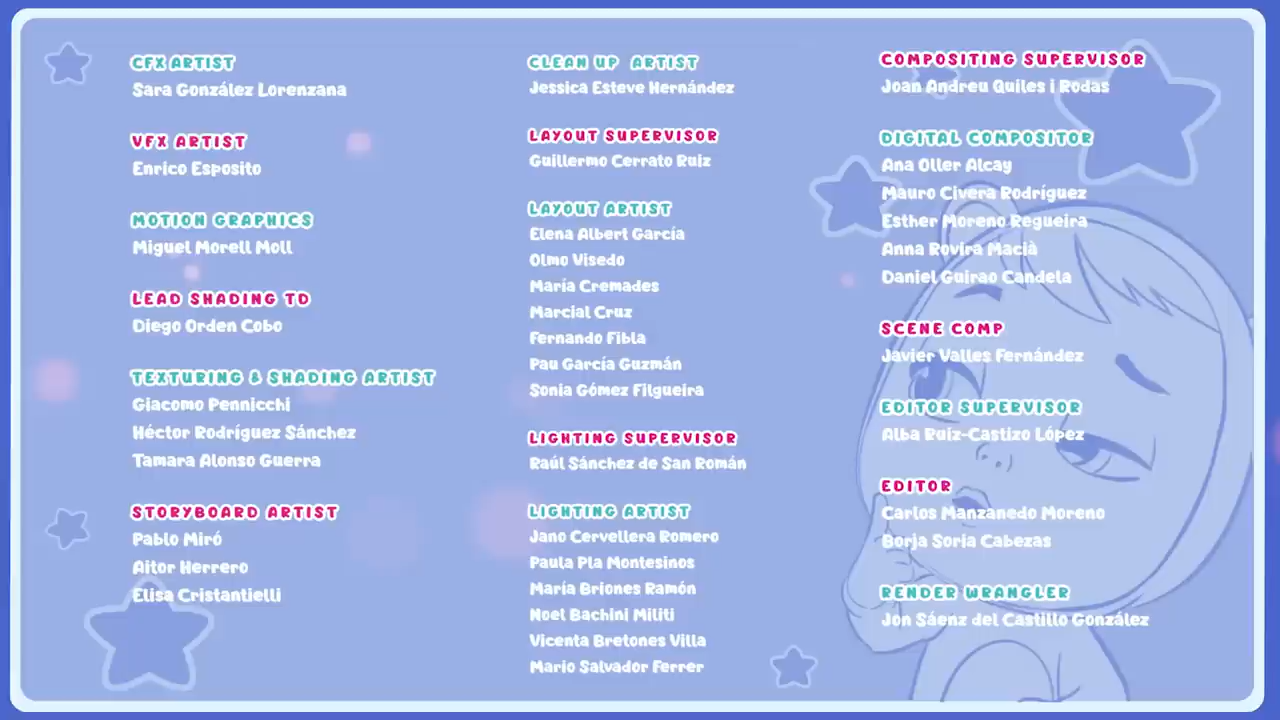 CFX ARTIST
Sara González Lorenzana
VFX ARTIST
Enrico Esposito
MOTION GRAPHICS
Miguel Morell Moll
LEAD SHADING TD
Diego Orden Cobo
TEXTURING & SHADING ARTIST
Giacomo Pennicchi
Héctor Rodríguez Sánchez
Tamara Alonso Guerra
STORYBOARD ARTIST
Pablo Miró
Aitor Herrero
Elisa Cristantielli
CLEAN UP ARTIST
Jessica Esteve Hernández
LAYOUT SUPERVISOR
Guillermo Cerrato Ruiz
LAYOUT ARTIST
Elena Albert García
Olmo Visedo
María Cremades
Marcial Cruz
Fernando Fibla
Pau García Guzmán
Sonia Gómez Filgueira
LIGHTING SUPERVISOR
Raúl Sánchez de San Román
LIGHTING ARTIST
Jano Cervellera Romero
Paula Pla Montesinos
María Briones Ramón
Noel Bachini Militi
Vicenta Bretones Villa
Mario Salvador Ferrer
COMPOSITING SUPERVISOR
Joan Andreu Quiles i Rodas
DIGITAL COMPOSITOR
Ana Oller Alcay
Mauro Civera Rodríguez
Esther Moreno Regueira
Anna Rovira Macià
Daniel Guirao Candela
SCENE COMP
Javier Valles Fernández
EDITOR SUPERVISOR
Alba Ruíz-Castizo López
EDITOR
Carlos Manzanedo Moreno
Borja Soria Cabezas
RENDER WRANGLER
Jon Sáenz del Castillo González